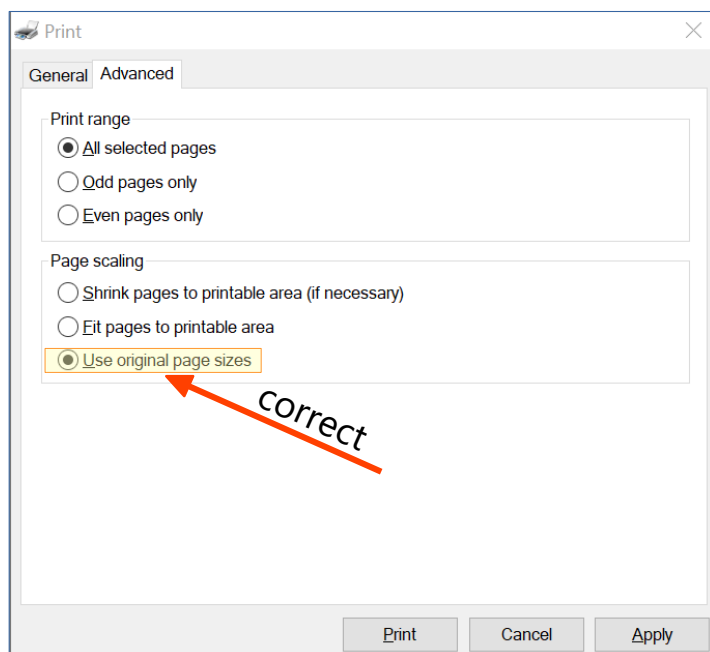 Print
General Advanced
Print range
All selected pages
Odd pages only
Even pages only
Page scaling
Shrink pages to printable area (if necessary)
Fit pages to printable area
Use original page sizes
correct
Print Cancel Apply